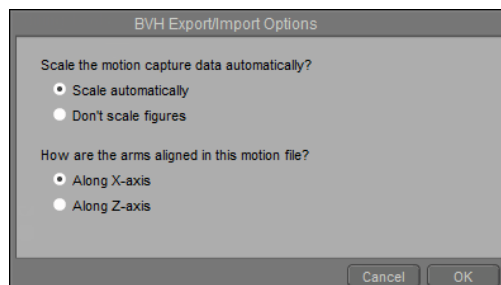 BVH Export/Import Options
Scale the motion capture data automatically?
Scale automatically
Don't scale figures
How are the arms aligned in this motion file?
Along X-axis
Along Z-axis
Cancel OK